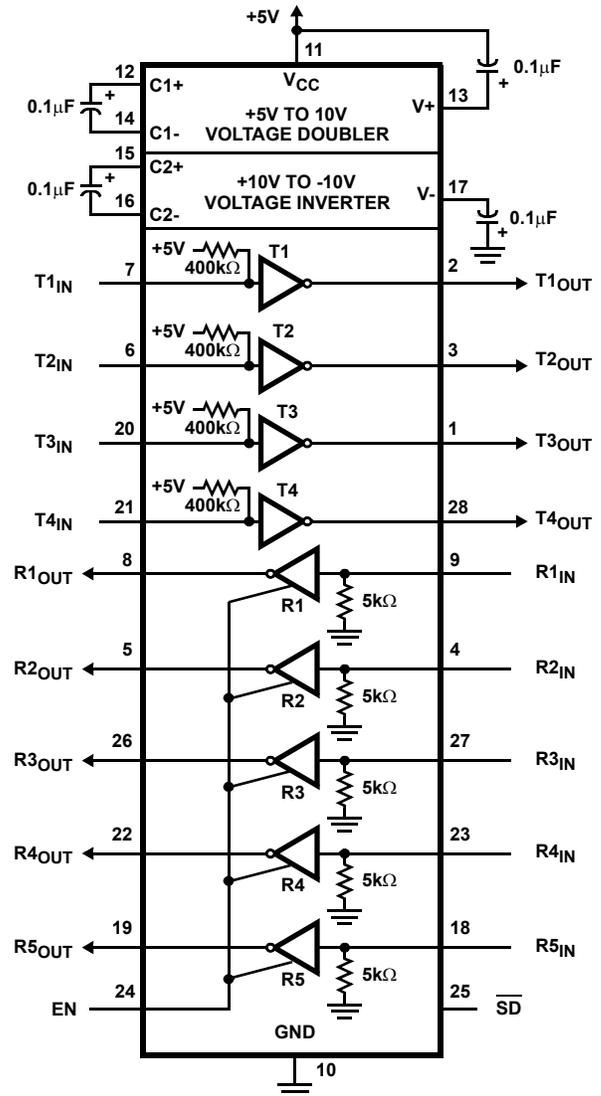 +5V
11
VCC
12
C1+
0.1µF
+
14
C1-
+5V TO 10V
VOLTAGE DOUBLER
V+
13
+
0.1µF
15
C2+
0.1µF
+
16
C2-
+10V TO -10V
VOLTAGE INVERTER
V-
17
+
0.1µF
T1IN
7
+5V
400kΩ
T1
2
T1OUT
T2IN
6
+5V
400kΩ
T2
3
T2OUT
T3IN
20
+5V
400kΩ
T3
1
T3OUT
T4IN
21
+5V
400kΩ
T4
28
T4OUT
R1OUT
8
R1
5kΩ
9
R1IN
R2OUT
5
R2
5kΩ
4
R2IN
R3OUT
26
R3
5kΩ
27
R3IN
R4OUT
22
R4
5kΩ
23
R4IN
R5OUT
19
R5
5kΩ
18
R5IN
EN
24
25
SD
GND
10